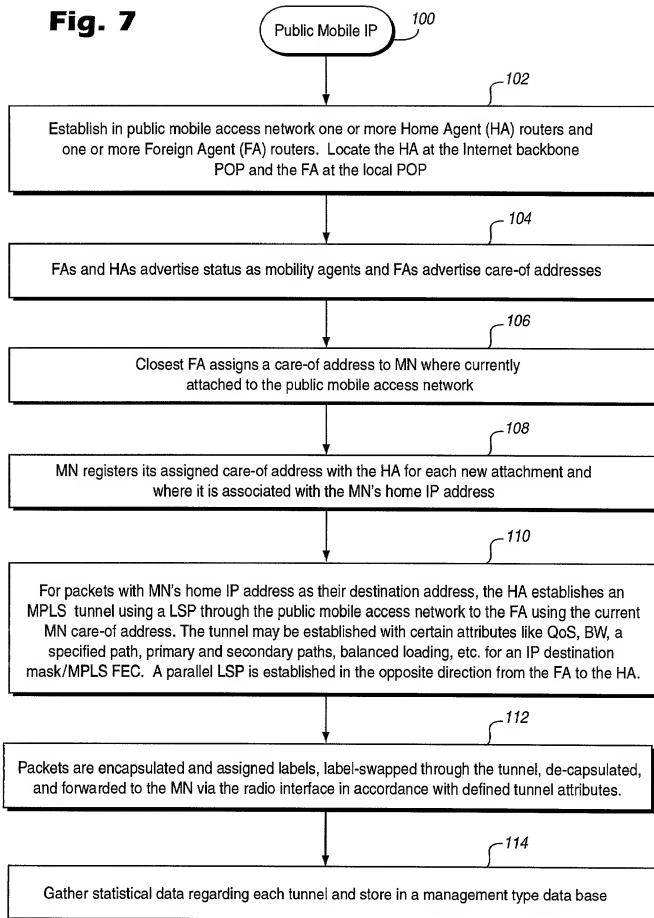 Fig. 7
Public Mobile IP
100
102
Establish in public mobile access network one or more Home Agent (HA) routers and
one or more Foreign Agent (FA) routers. Locate the HA at the Internet backbone
POP and the FA at the local POP
104
FAs and HAs advertise status as mobility agents and FAs advertise care-of addresses
106
Closest FA assigns a care-of address to MN where currently
attached to the public mobile access network
108
MN registers its assigned care-of address with the HA for each new attachment and
where it is associated with the MN's home IP address
110
For packets with MN's home IP address as their destination address, the HA establishes an
MPLS tunnel using a LSP through the public mobile access network to the FA using the current
MN care-of address. The tunnel may be established with certain attributes like QoS, BW, a
specified path, primary and secondary paths, balanced loading, etc. for an IP destination
mask/MPLS FEC. A parallel LSP is established in the opposite direction from the FA to the HA.
112
Packets are encapsulated and assigned labels, label-swapped through the tunnel, de-capsulated,
and forwarded to the MN via the radio interface in accordance with defined tunnel attributes.
114
Gather statistical data regarding each tunnel and store in a management type data base